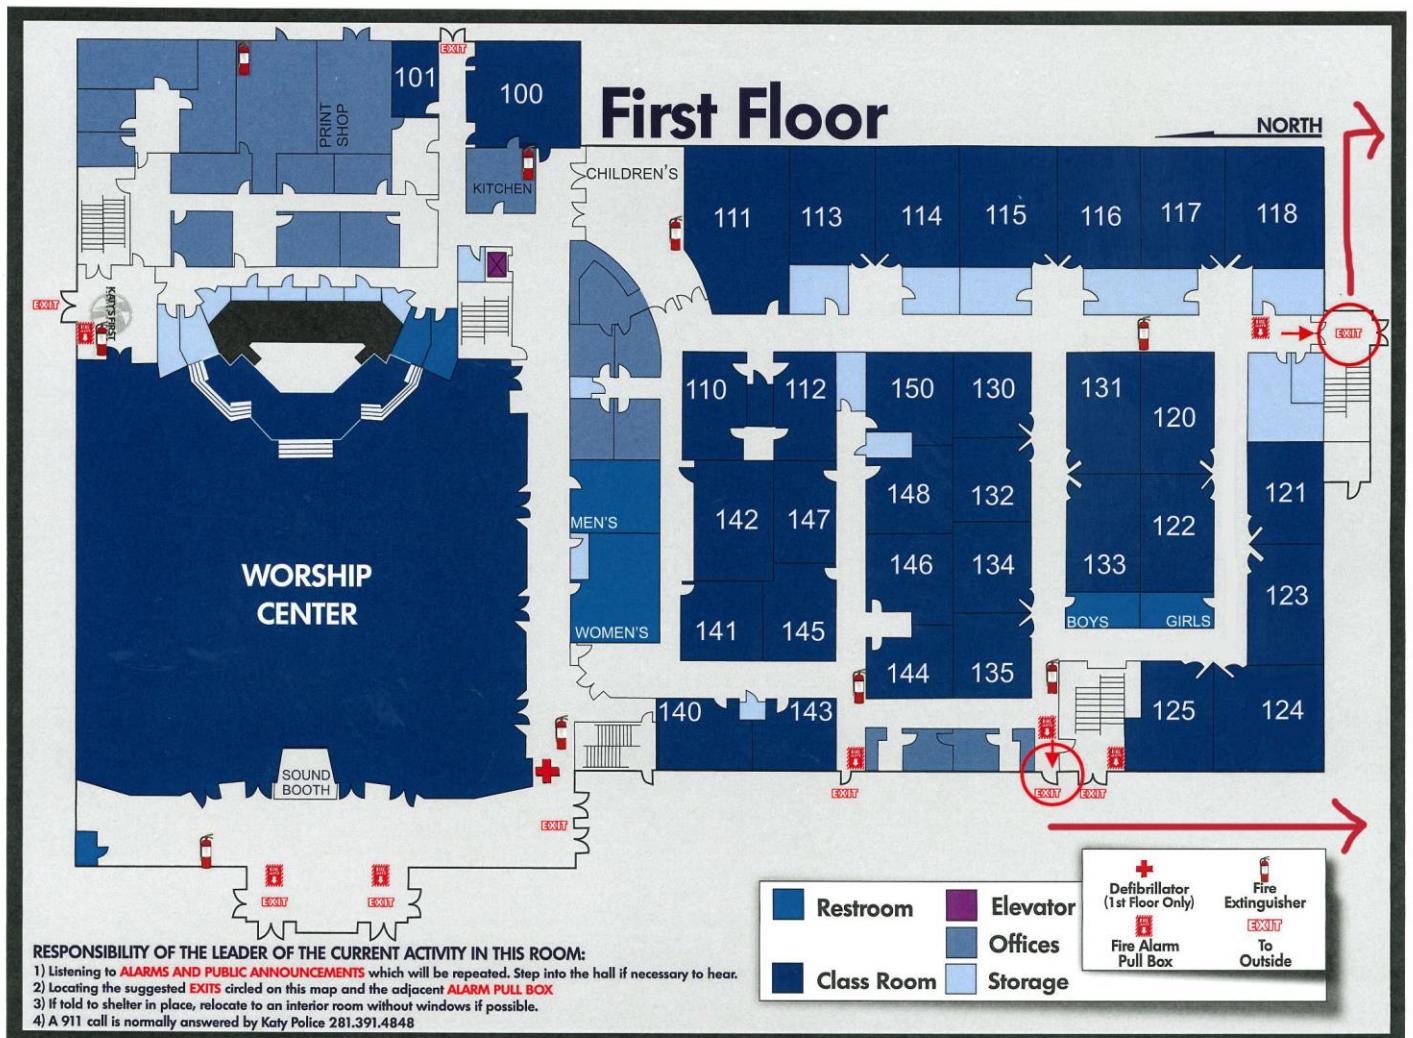 First Floor
NORTH
EXIT
101
100
PRINT
SHOP
KITCHEN
CHILDREN'S
111
113
114
115
116
117
118
KATY'S FIRST
EXIT
EXIT
110
112
150
130
131
120
142
147
148
132
122
121
MEN'S
146
134
133
123
WORSHIP
CENTER
WOMEN'S
141
145
BOYS
GIRLS
144
135
140
143
125
124
SOUND
BOOTH
EXIT
EXIT
EXIT
EXIT
EXIT
EXIT
Restroom
Elevator
Offices
Class Room
Storage
Defibrillator
(1st Floor Only)
Fire
Extinguisher
Fire Alarm
Pull Box
EXIT
To
Outside
RESPONSIBILITY OF THE LEADER OF THE CURRENT ACTIVITY IN THIS ROOM:
1) Listening to ALARMS AND PUBLIC ANNOUNCEMENTS which will be repeated. Step into the hall if necessary to hear.
2) Locating the suggested EXITS circled on this map and the adjacent ALARM PULL BOX
3) If told to shelter in place, relocate to an interior room without windows if possible.
4) A 911 call is normally answered by Katy Police 281.391.4848